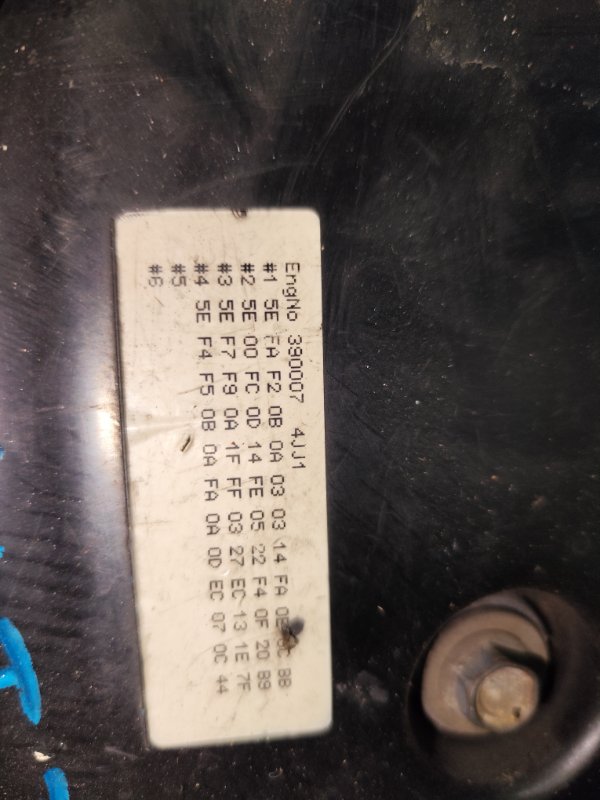 EngNo 390007 4JJ1
#1 5E FA F2 0B 0A 03 03 14 FA BB
#2 5E 00 FC 0D 14 FE 05 22 F4 0F 20 89
#3 5E F7 F9 0A 1F FF 03 27 EC 13 1E 7F
#4 5E F4 F5 0B 0A FA 0A 0D EC 07 0C 44
#5
#6